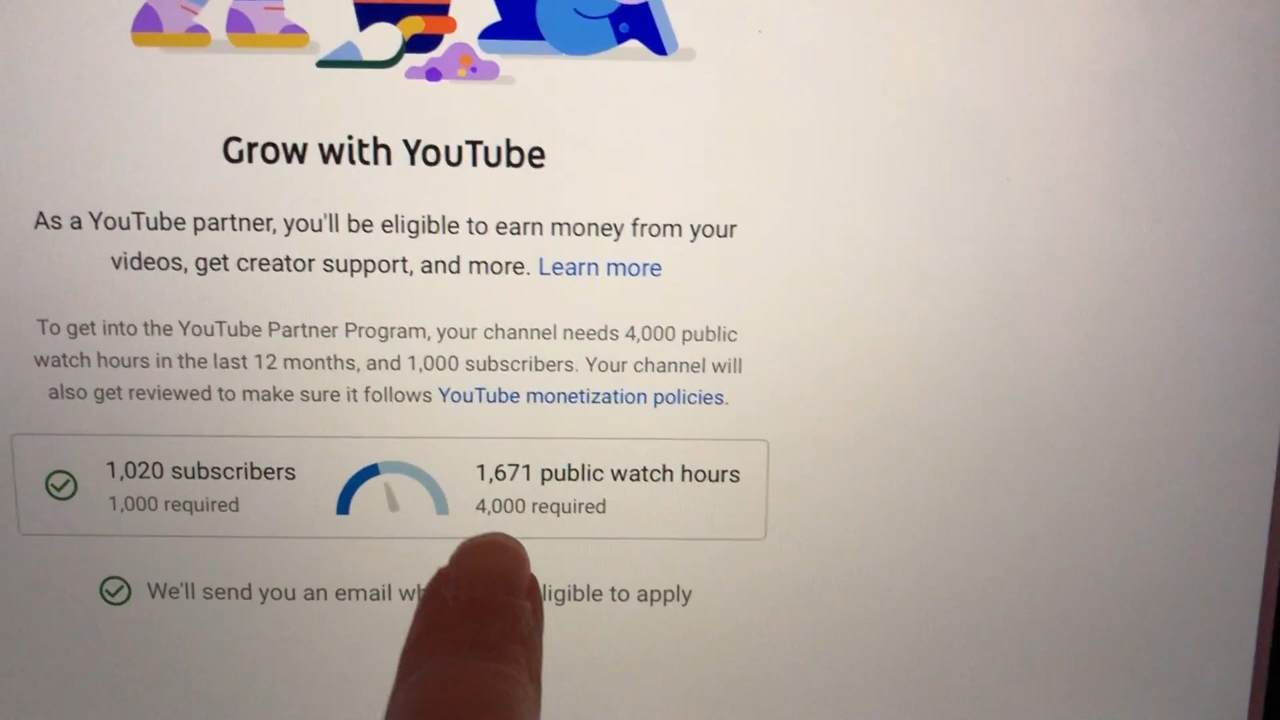 Grow with YouTube
As a YouTube partner, you'll be eligible to earn money from your
videos, get creator support, and more. Learn more
To get into the YouTube Partner Program, your channel needs 4,000 public
watch hours in the last 12 months, and 1,000 subscribers. Your channel will
also get reviewed to make sure it follows YouTube monetization policies.
1,020 subscribers
1,000 required
1,671 public watch hours
4,000 required
We'll send you an email ligible to apply